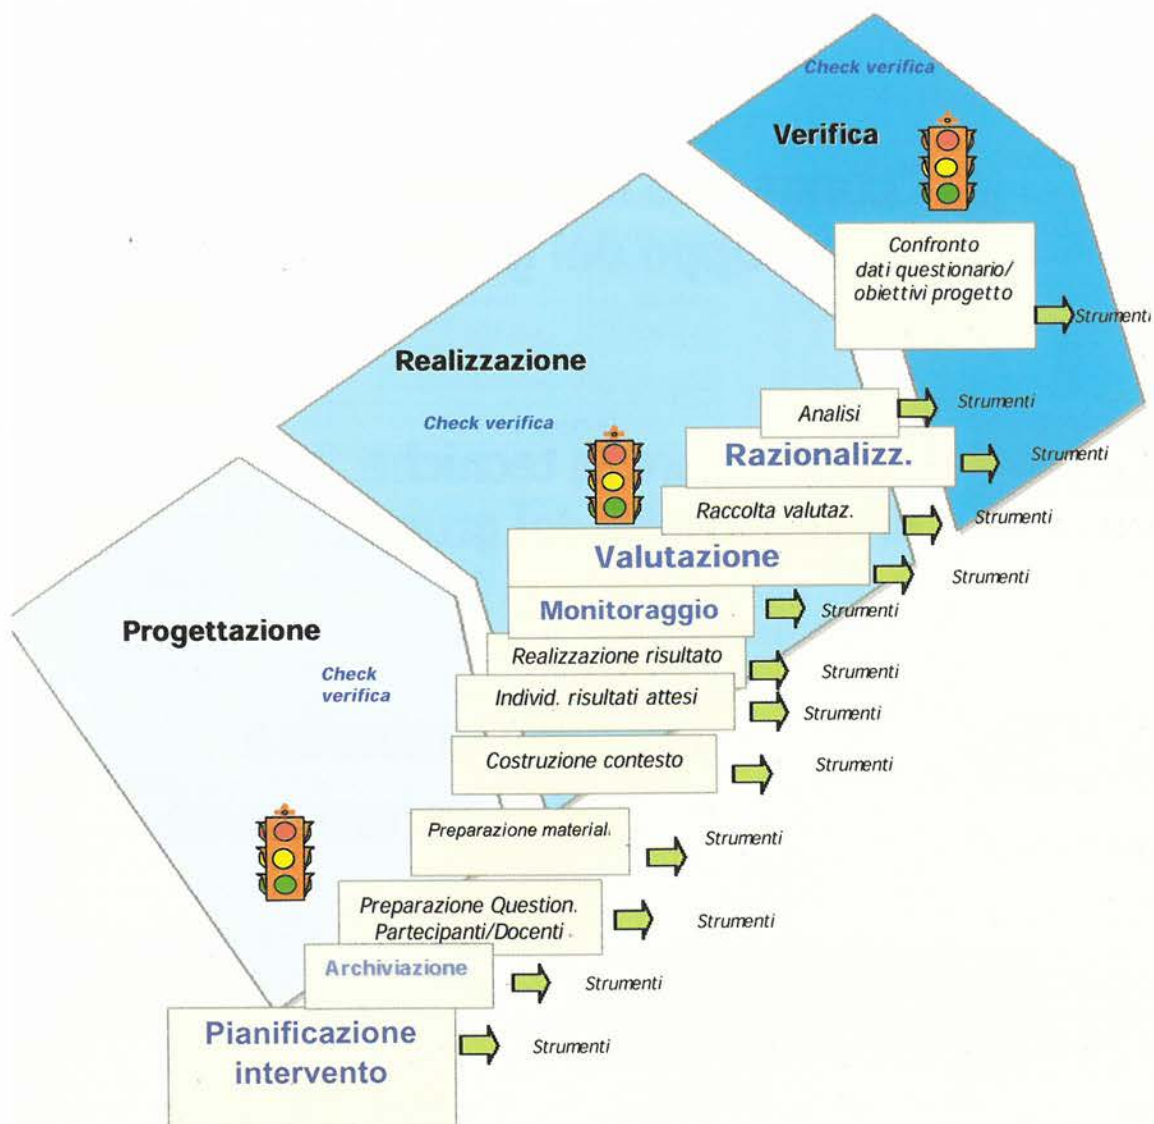 Check verifica
Verifica
Confronto
dati questionario/
obiettivi progetto
Strumenti
Realizzazione
Check verifica
Analisi
Strumenti
Razionalizz.
Strumenti
Raccolta valutaz.
Strumenti
Valutazione
Strumenti
Monitoraggio
Strumenti
Progettazione
Check
verifica
Realizzazione risultato
Strumenti
Individ. risultati attesi
Strumenti
Costruzione contesto
Strumenti
Preparazione material.
Strumenti
Preparazione Question.
Partecipanti/Docenti
Strumenti
Archiviazione
Strumenti
Pianificazione
intervento
Strumenti